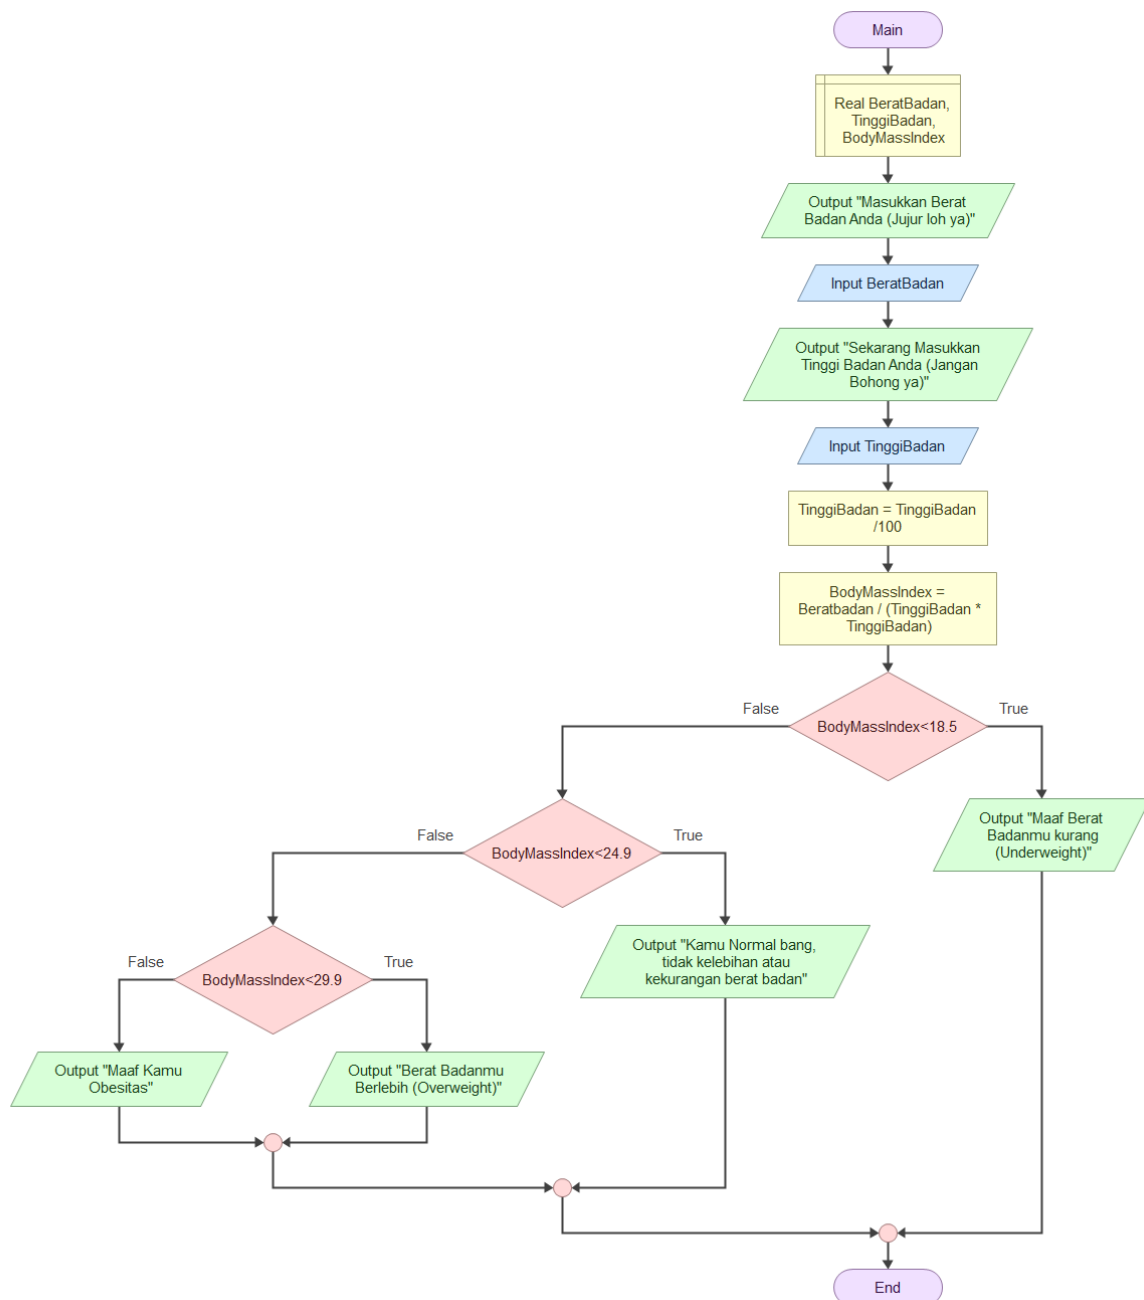 Main
Real BeratBadan,
TinggiBadan,
BodyMassIndex
Output "Masukkan Berat
Badan Anda (Jujur loh ya)"
Input BeratBadan
Output "Sekarang Masukkan
Tinggi Badan Anda (Jangan
Bohong ya)"
Input TinggiBadan
TinggiBadan = TinggiBadan
/100
BodyMassIndex =
Beratbadan / (TinggiBadan *
TinggiBadan)
False
True
BodyMassIndex<18.5
Output "Maaf Berat
Badanmu kurang
(Underweight)"
False
True
BodyMassIndex<24.9
Output "Kamu Normal bang,
tidak kelebihan atau
kekurangan berat badan"
False
True
BodyMassIndex<29.9
Output "Maaf Kamu
Obesitas"
Output "Berat Badanmu
Berlebih (Overweight)"
End